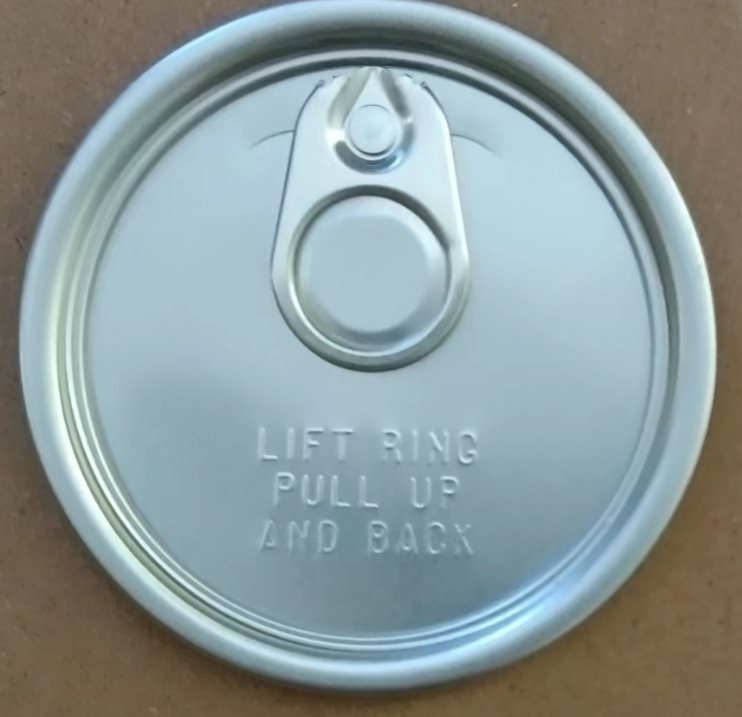 LIFT RING
PULL UP
AND BACK